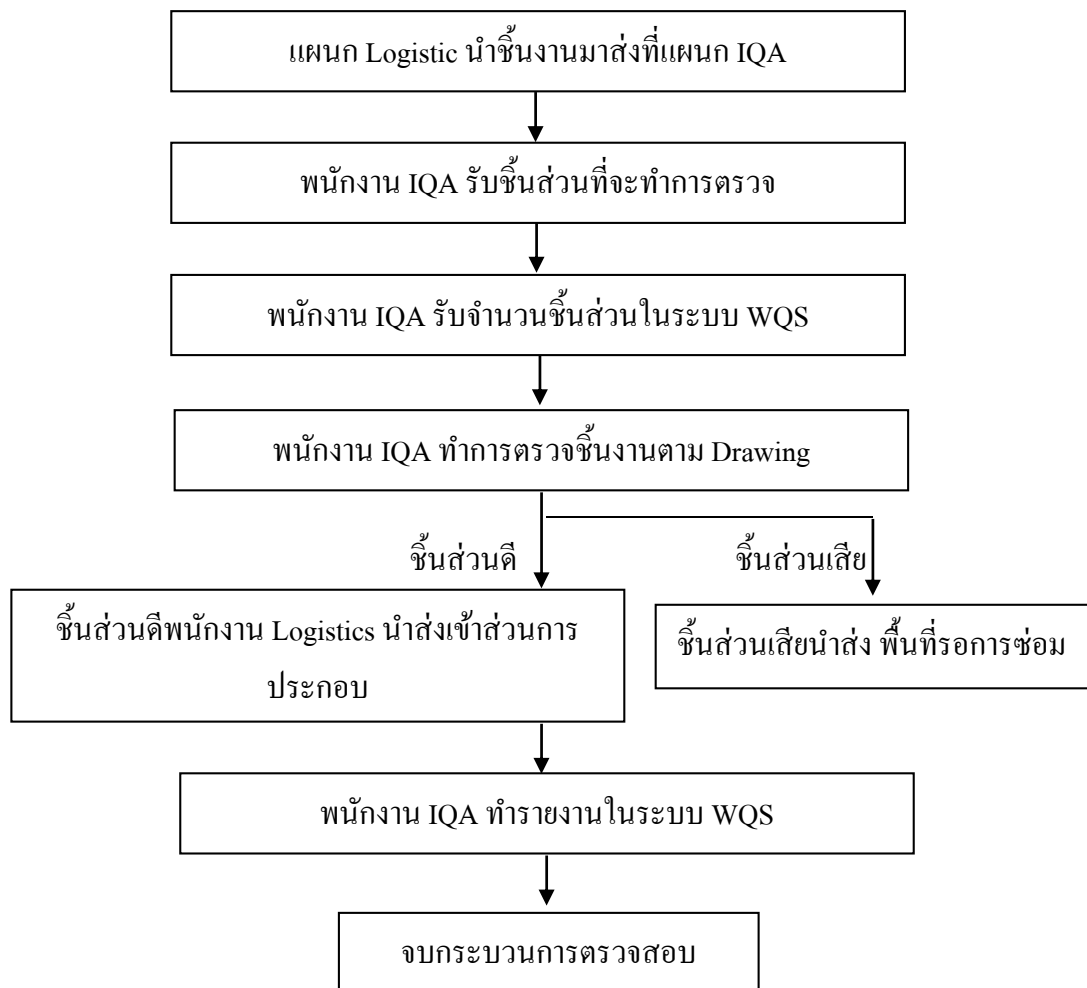 แผนก Logistic นำชิ้นงานมาส่งที่แผนก IQA
พนักงาน IQA รับชิ้นส่วนที่จะทำการตรวจ
พนักงาน IQA รับจำนวนชิ้นส่วนในระบบ WQS
พนักงาน IQA ทำการตรวจชิ้นงานตาม Drawing
ชิ้นส่วนดี
ชิ้นส่วนเสีย
ชิ้นส่วนดีพนักงาน Logistics นำส่งเข้าส่วนการ
ประกอบ
ชิ้นส่วนเสียนำส่ง พื้นที่รอการซ่อม
พนักงาน IQA ทำรายงานในระบบ WQS
จบกระบวนการตรวจสอบ